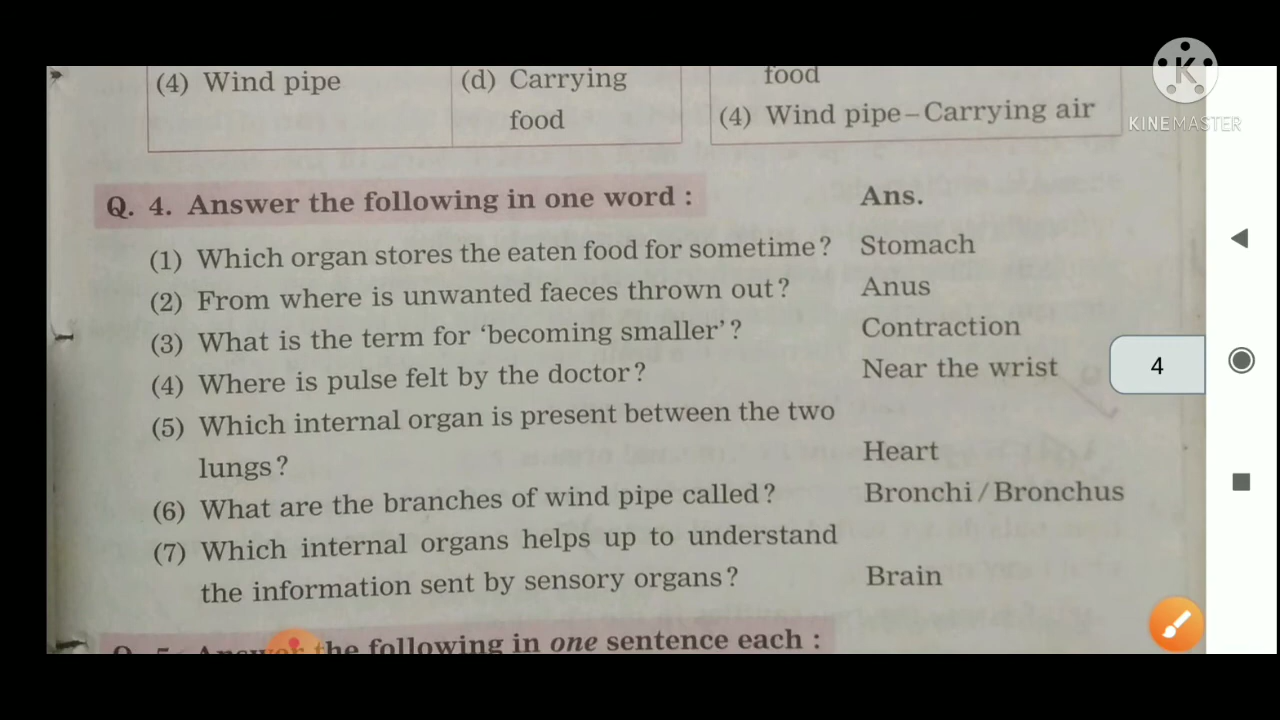 food
(4) Wind pipe
(d) Carrying
food
(4) Wind pipe – Carrying air
K
KINEMASTER
Q. 4. Answer the following in one word :
Ans.
(1) Which organ stores the eaten food for sometime? Stomach
(2) From where is unwanted faeces thrown out? Anus
(3) What is the term for ‘becoming smaller’? Contraction
(4) Where is pulse felt by the doctor? Near the wrist
4
(5) Which internal organ is present between the two
lungs? Heart
(6) What are the branches of wind pipe called? Bronchi / Bronchus
(7) Which internal organs helps up to understand
the information sent by sensory organs? Brain
Q. 5. Answer the following in one sentence each :